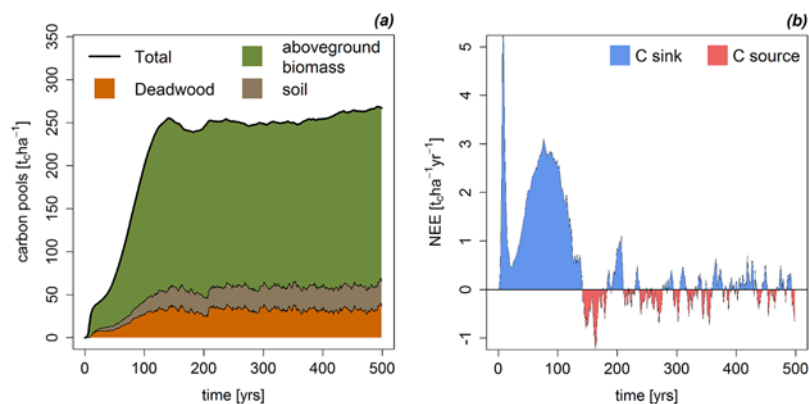 (a)
Total
aboveground
biomass
Deadwood
soil
carbon pools [t_C ha⁻¹]
350
300
250
200
150
100
50
0
0 100 200 300 400 500
time [yrs]
(b)
C sink
C source
NEE [t_C ha⁻¹ yr⁻¹]
5
4
3
2
1
0
-1
0 100 200 300 400 500
time [yrs]